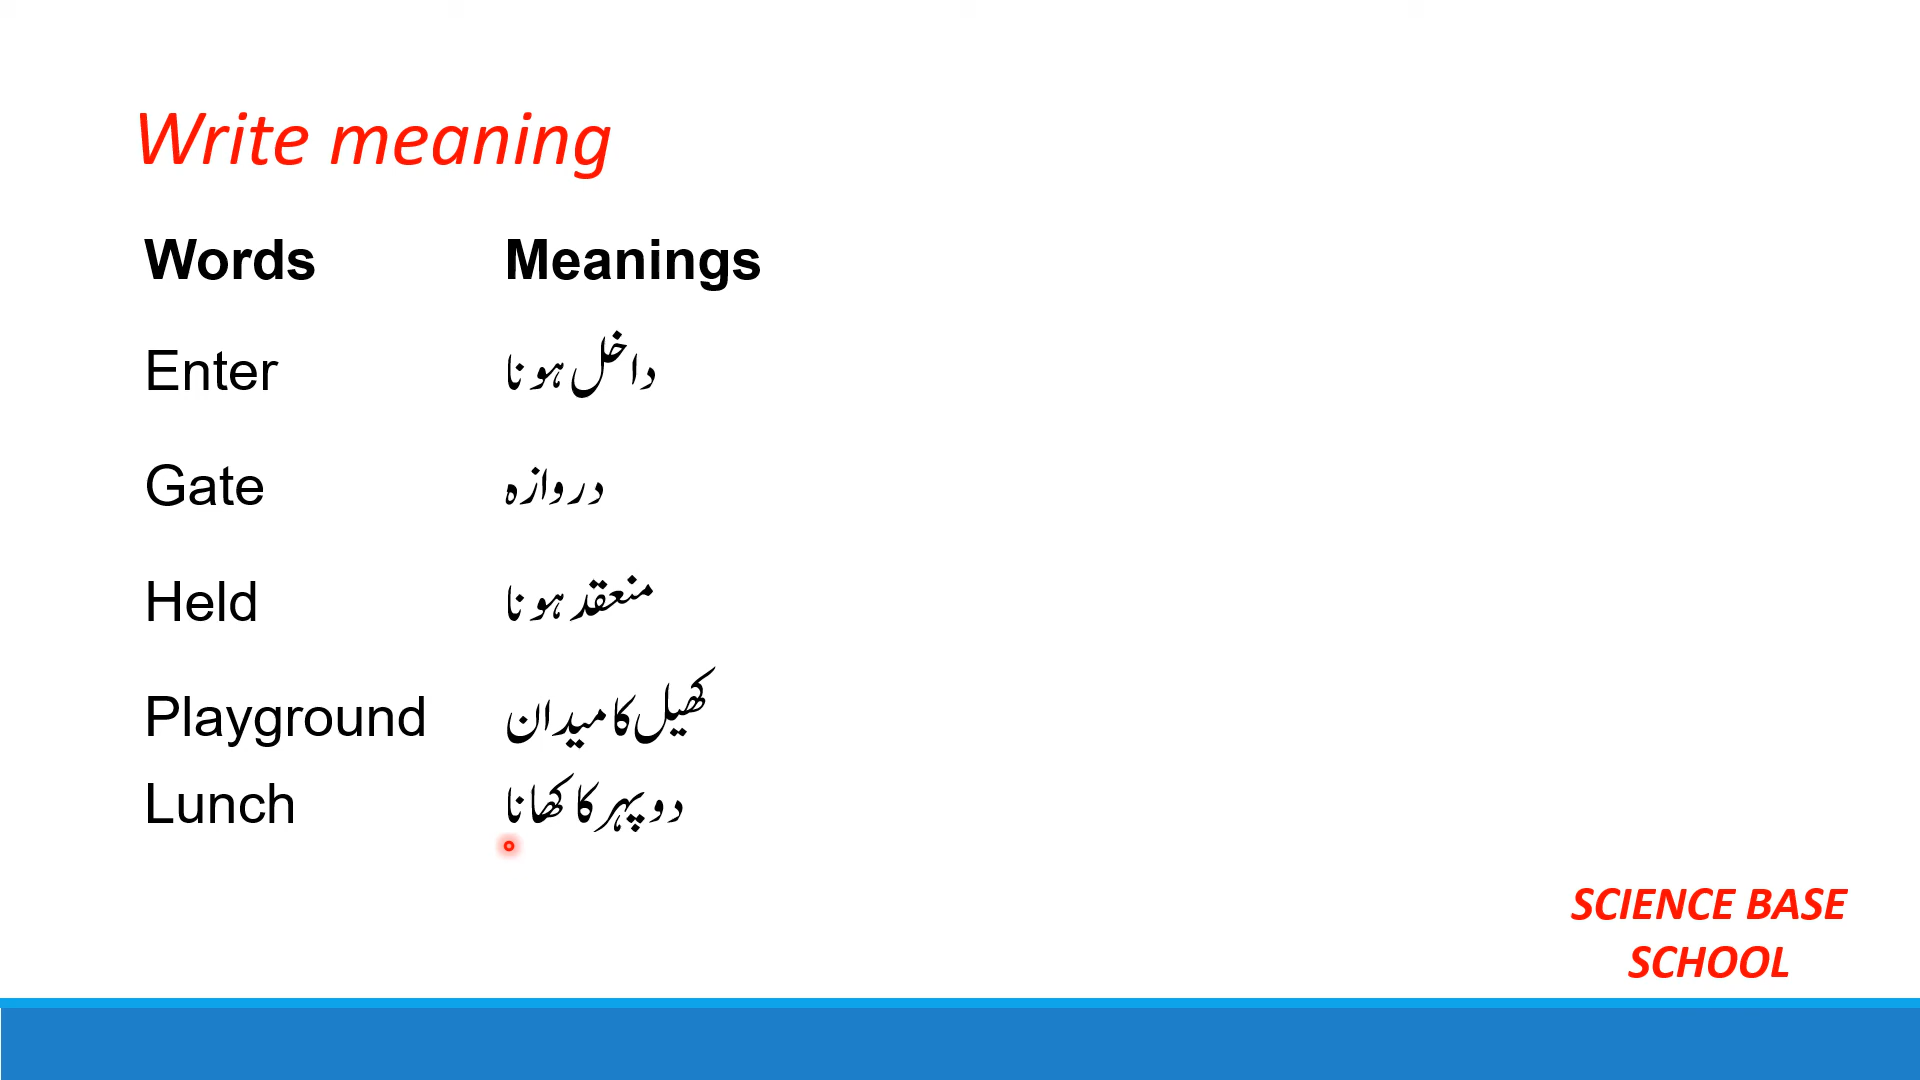 Write meaning
Words Meanings
Enter داخل ہونا
Gate دروازہ
Held منعقد ہونا
Playground کھیل کا میدان
Lunch دوپہر کا کھانا
SCIENCE BASE
SCHOOL